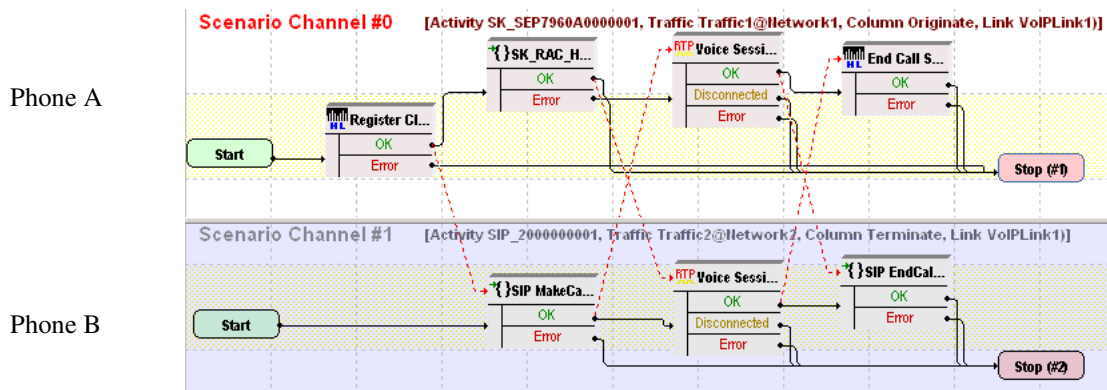 Scenario Channel #0 [Activity SK_SEP7960A0000001, Traffic Traffic1@Network1, Column Originate, Link VoIPLink1)]
Phone A
{}SK_RAC_H...
OK
Error
RTP Voice Sessi...
OK
Disconnected
Error
HL End Call S...
OK
Error
HL Register Cl...
OK
Error
Start
Stop (#1)
Scenario Channel #1 [Activity SIP_2000000001, Traffic Traffic2@Network2, Column Terminate, Link VoIPLink1)]
Phone B
{}SIP MakeCa...
OK
Error
RTP Voice Sessi...
OK
Disconnected
Error
{}SIP EndCal...
OK
Error
Start
Stop (#2)